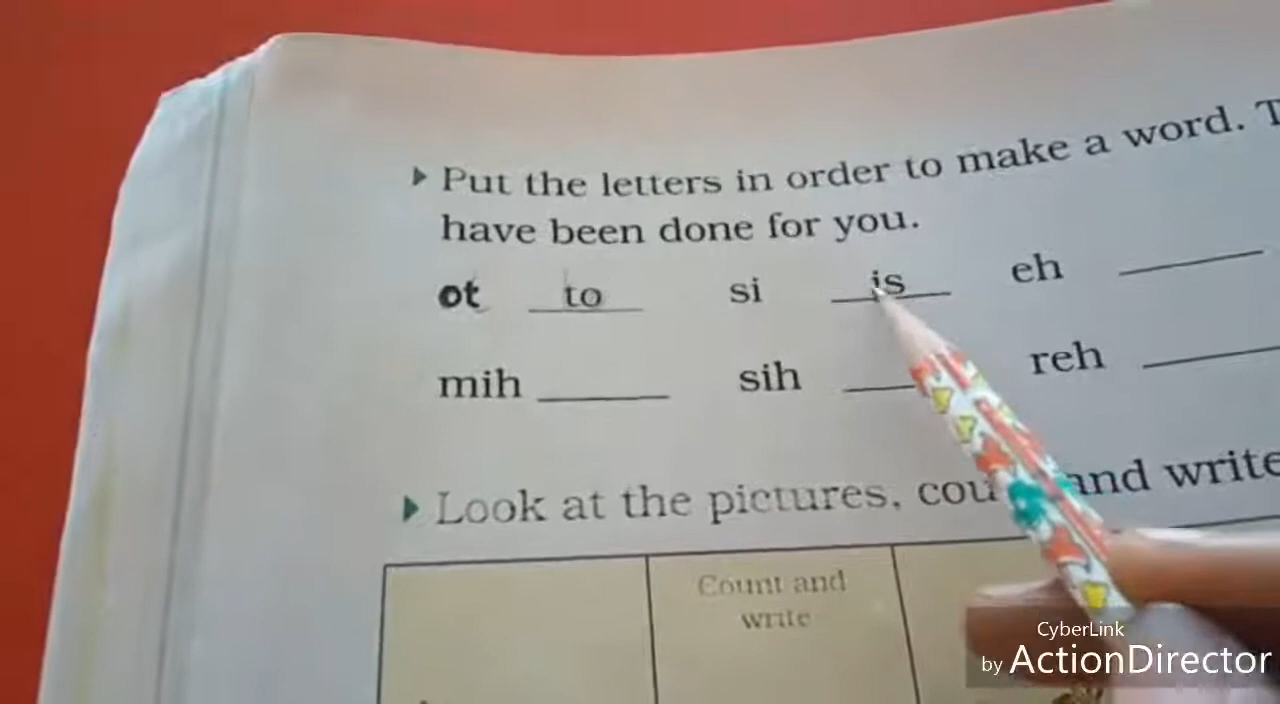 Put the letters in order to make a word.
have been done for you.
ot to si is eh
mih sih reh
Look at the pictures, and write
Count and
write
CyberLink
by ActionDirector